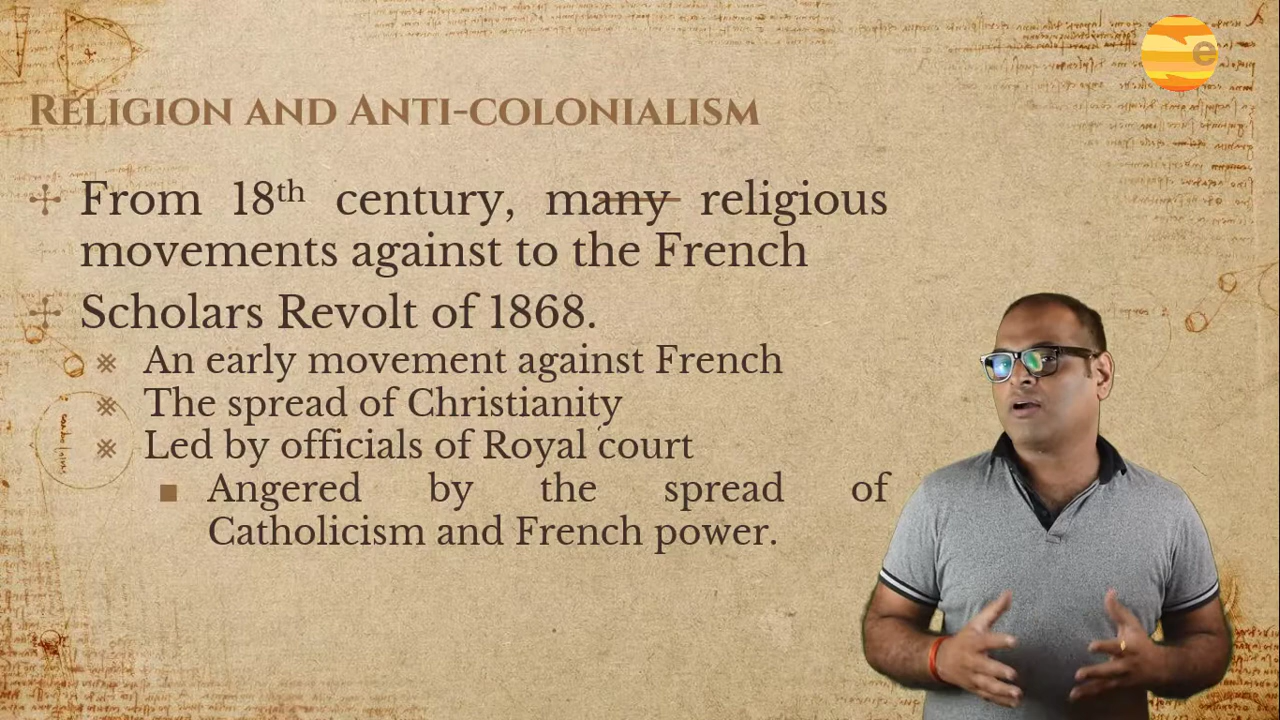 Religion and Anti-colonialism
From 18th century, many religious
movements against to the French
Scholars Revolt of 1868.
An early movement against French
The spread of Christianity
Led by officials of Royal court
Angered by the spread of
Catholicism and French power.
e